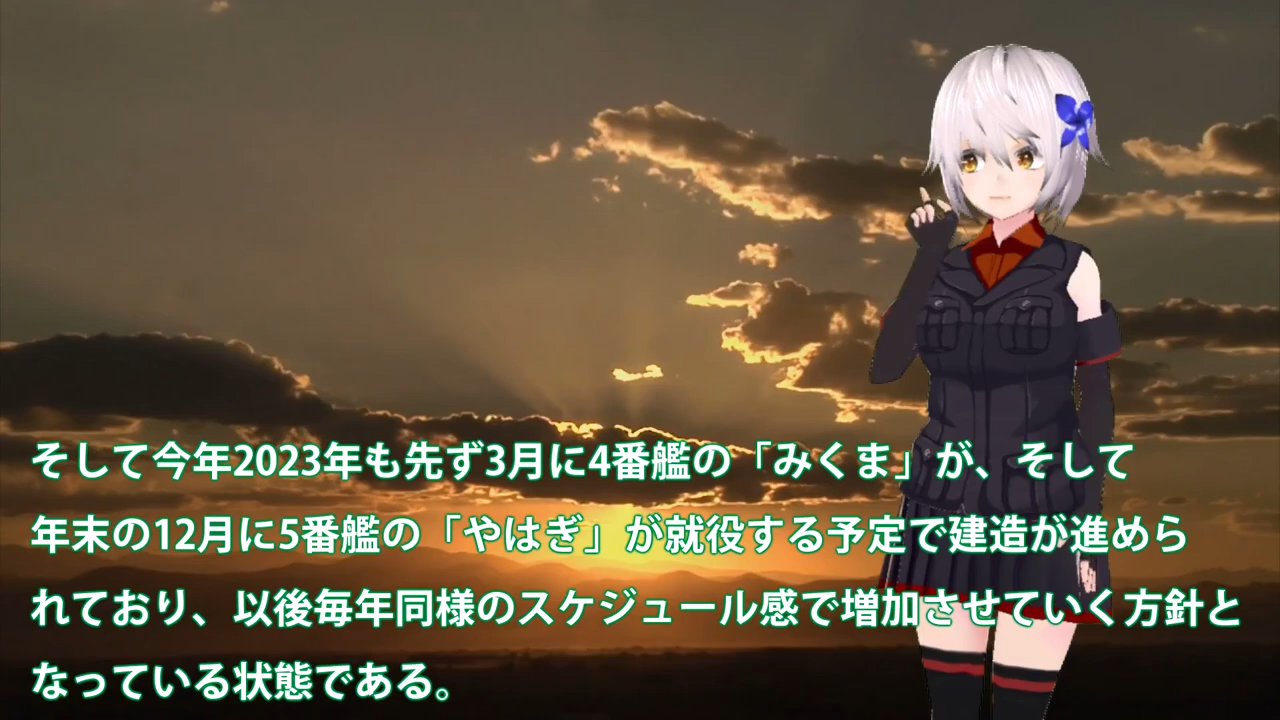 そして今年2023年も先ず3月に4番艦の「みくま」が、そして
年末の12月に5番艦の「やはぎ」が就役する予定で建造が進めら
れており、以後毎年同様のスケジュール感で増加させていく方針と
なっている状態である。